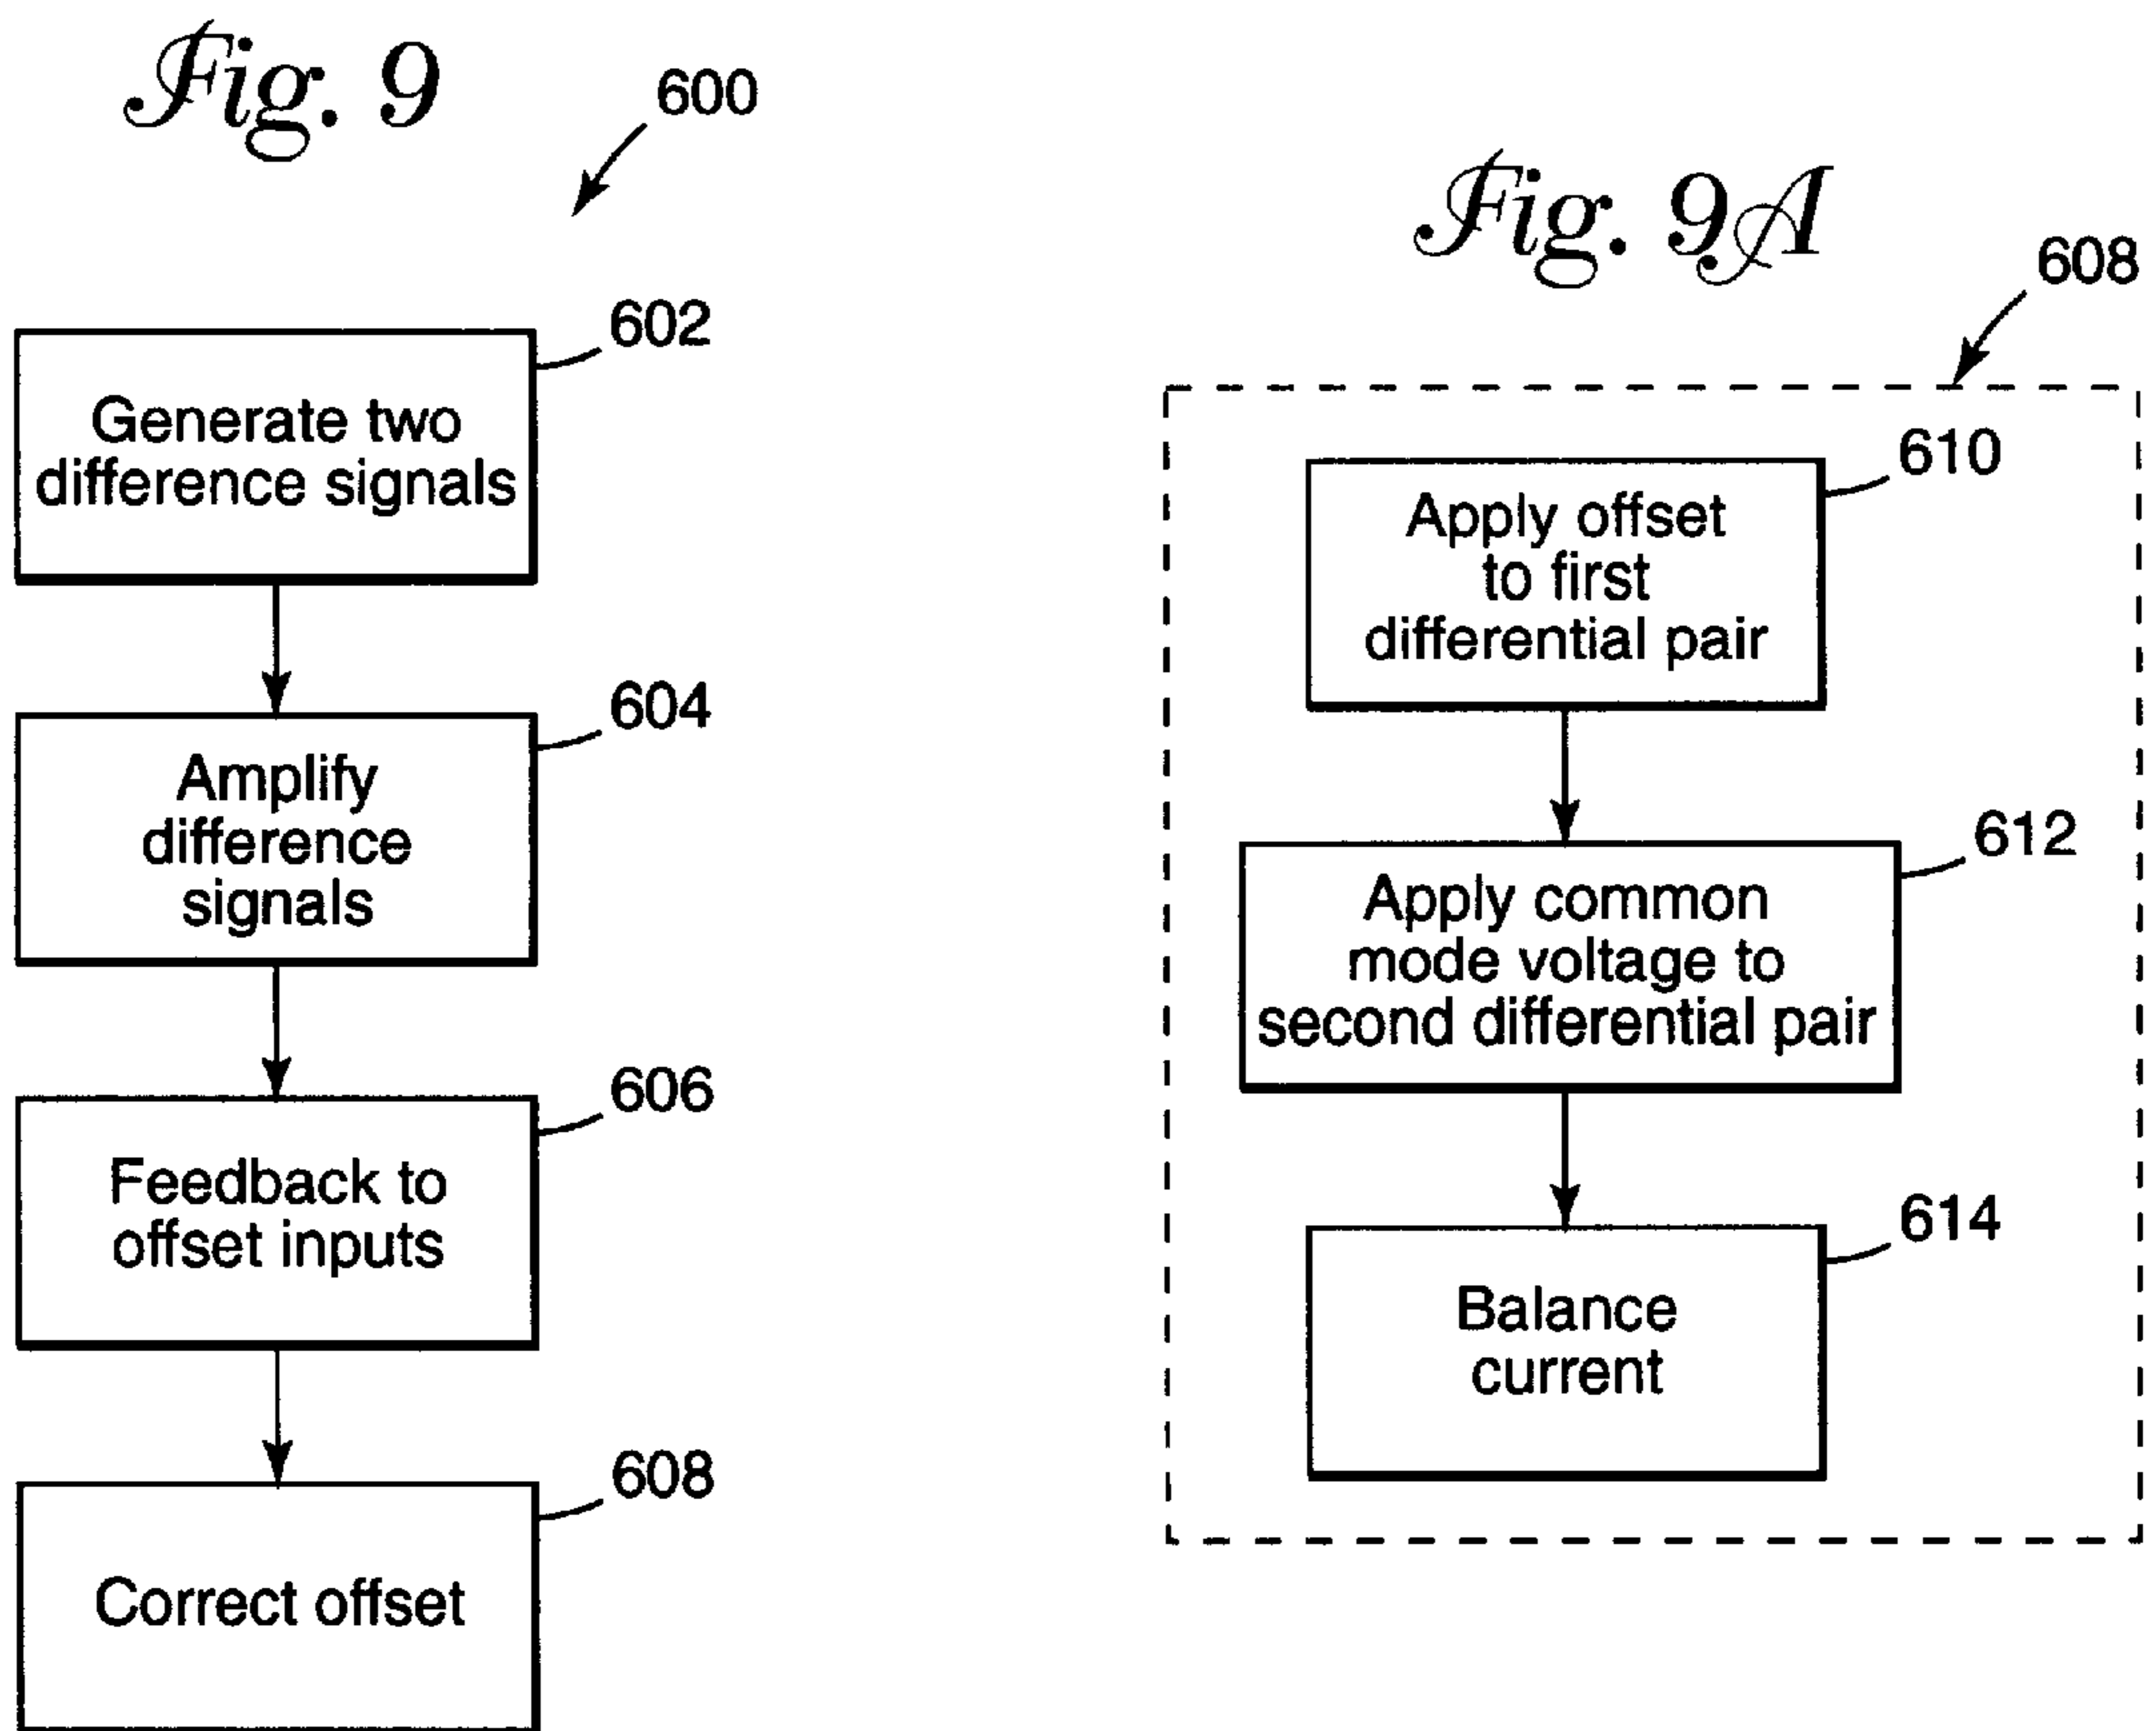 Fig. 9
600
602
Generate two
difference signals
604
Amplify
difference
signals
606
Feedback to
offset inputs
608
Correct offset
Fig. 9A
608
610
Apply offset
to first
differential pair
612
Apply common
mode voltage to
second differential pair
614
Balance
current